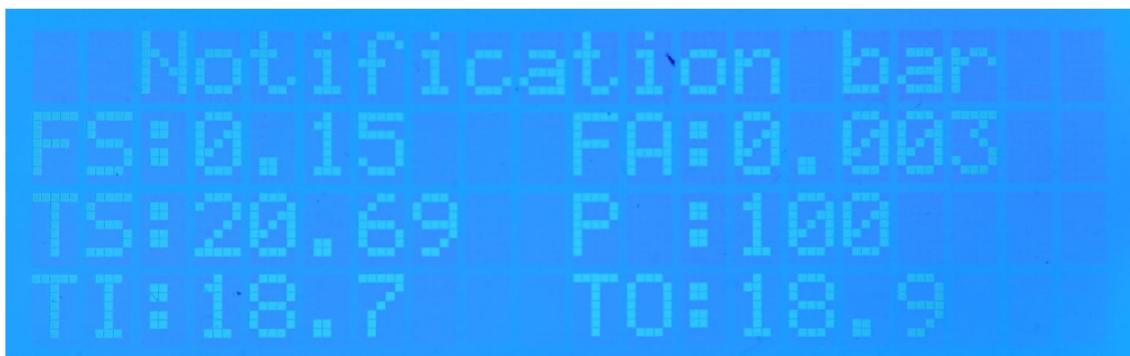 Notification bar
FS:0.15 FA:0.003
TS:20.69 P :100
TI:18.7 TO:18.9